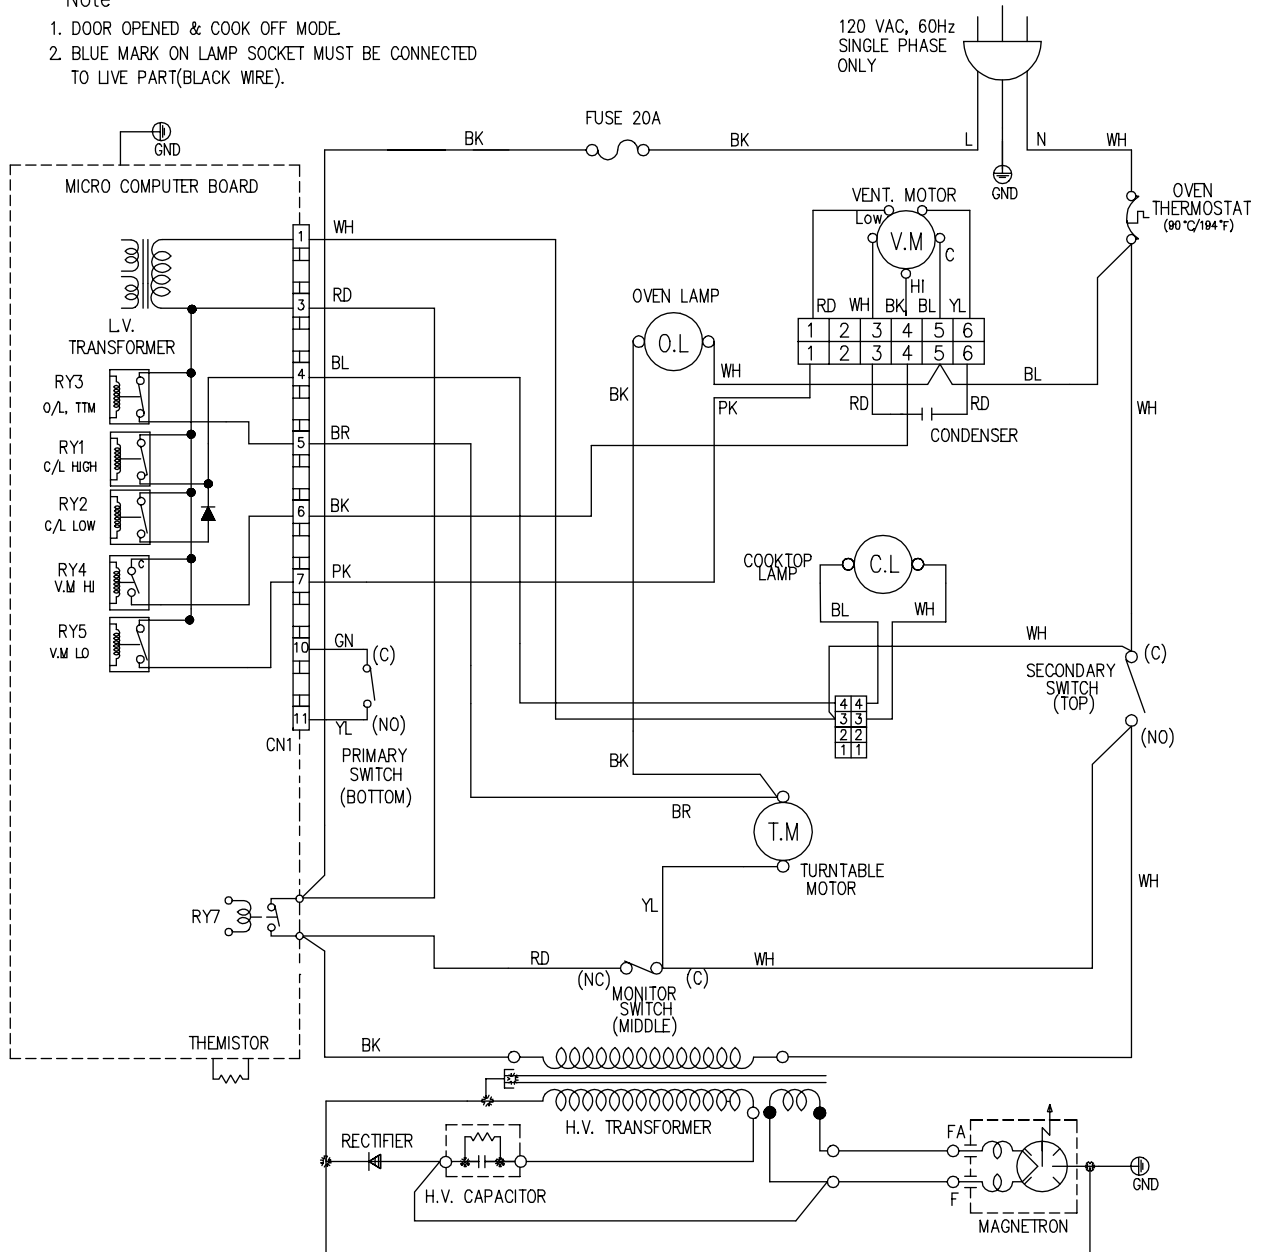 Note
1. DOOR OPENED & COOK OFF MODE.
2. BLUE MARK ON LAMP SOCKET MUST BE CONNECTED
TO LIVE PART(BLACK WIRE).
120 VAC, 60Hz
SINGLE PHASE
ONLY
FUSE 20A
BK
BK
L
N
WH
GND
GND
MICRO COMPUTER BOARD
VENT. MOTOR
Low
V.M
C
HI
OVEN
THERMOSTAT
(90°C/194°F)
1
WH
3
RD
L.V.
TRANSFORMER
OVEN LAMP
O.L
RD
WH
BK
BL
YL
1 2 3 4 5 6
1 2 3 4 5 6
WH
BL
BK
PK
RD
RD
CONDENSER
WH
RY3
O/L, TTM
4
BL
RY1
C/L HIGH
5
BR
RY2
C/L LOW
6
BK
RY4
V.M HI
C
7
PK
RY5
V.M LO
10
GN
(C)
11
YL
(NO)
CN1
PRIMARY
SWITCH
(BOTTOM)
COOKTOP
LAMP
C.L
BL
WH
WH
(C)
SECONDARY
SWITCH
(TOP)
(NO)
4 4
3 3
2 2
1 1
BK
BR
T.M
TURNTABLE
MOTOR
YL
WH
RY7
RD
(NC)
(C)
WH
MONITOR
SWITCH
(MIDDLE)
THEMISTOR
BK
H.V. TRANSFORMER
RECTIFIER
H.V. CAPACITOR
FA
F
GND
MAGNETRON